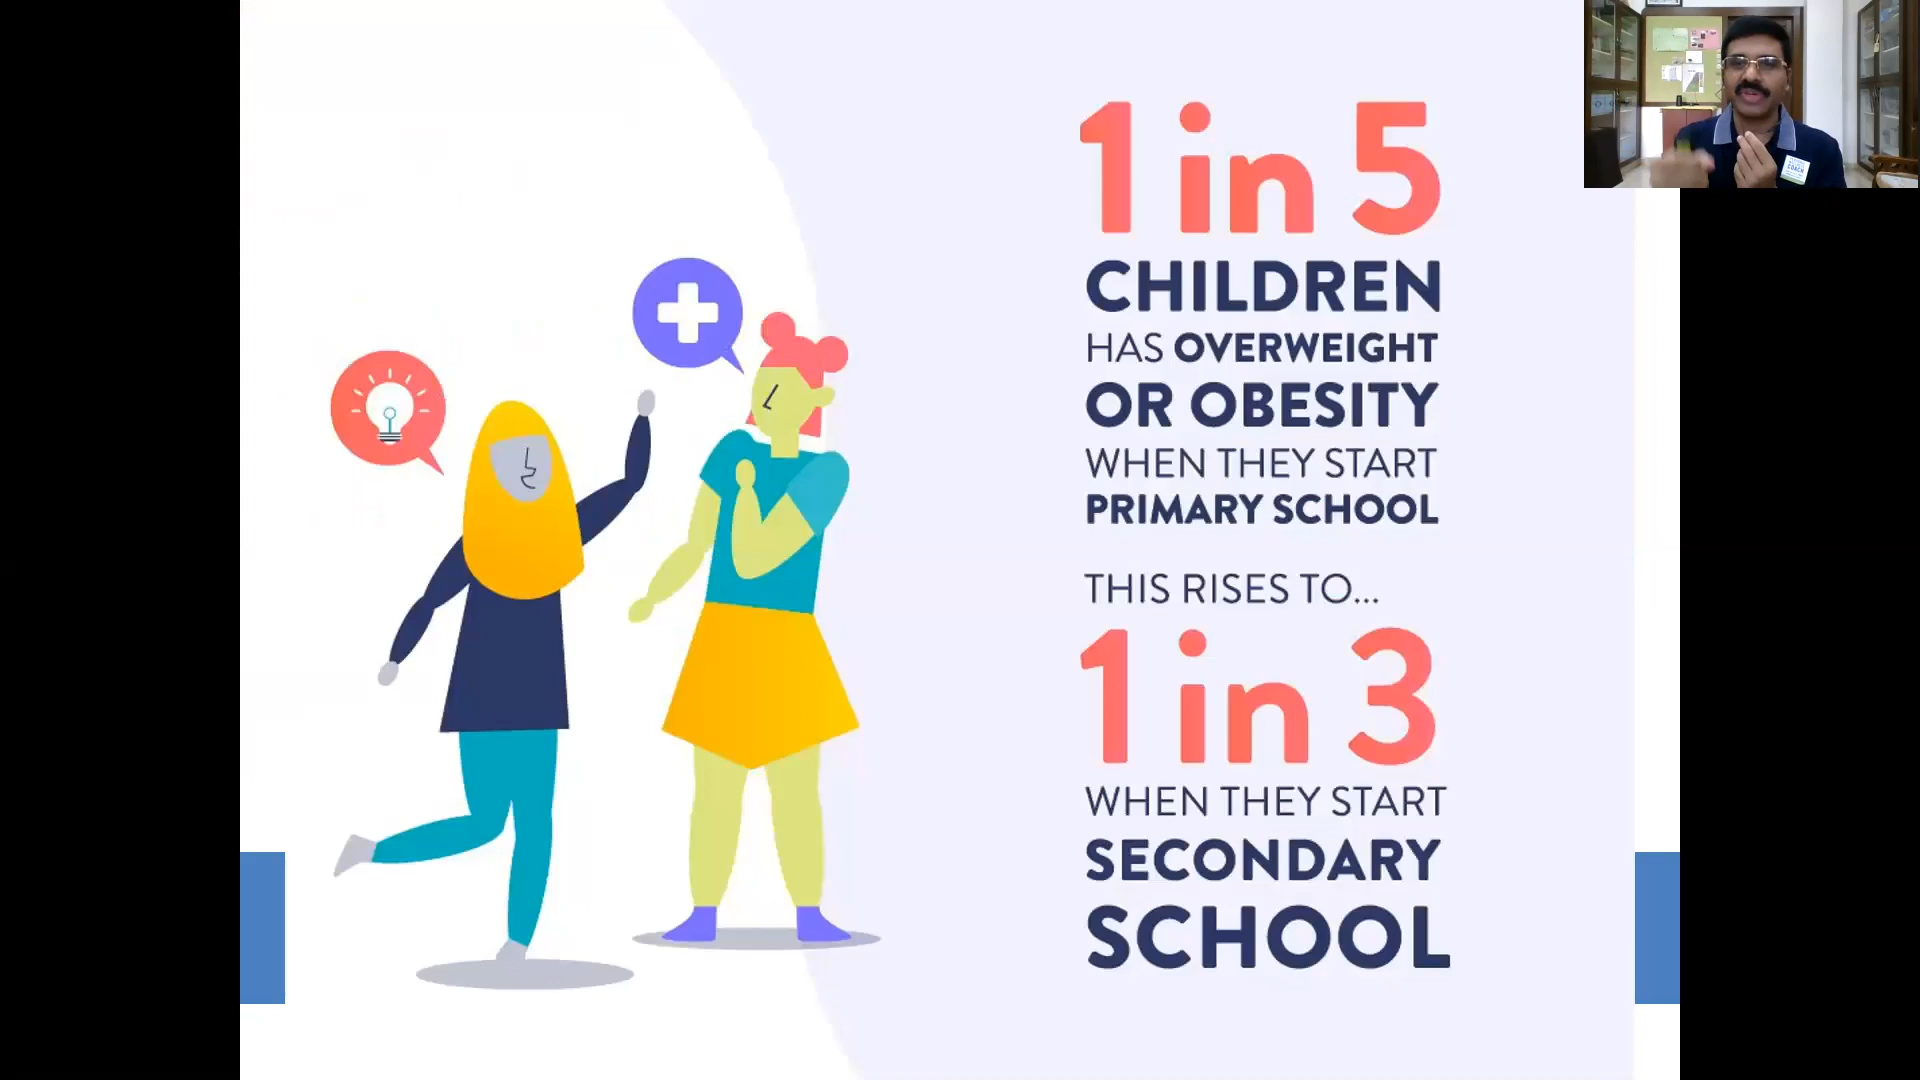 1 in 5
CHILDREN
HAS OVERWEIGHT
OR OBESITY
WHEN THEY START
PRIMARY SCHOOL
THIS RISES TO...
1 in 3
WHEN THEY START
SECONDARY
SCHOOL
COACH